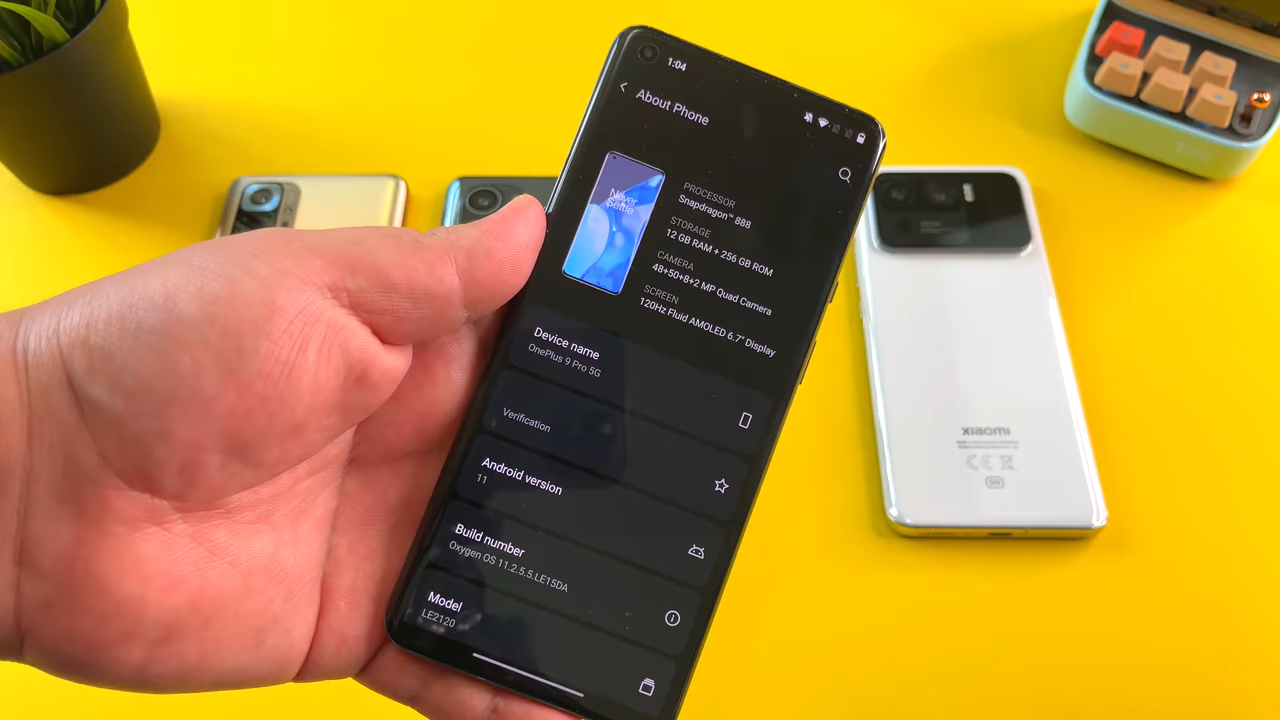 1:04
About Phone
Never
Settle
PROCESSOR
Snapdragon™ 888
STORAGE
12 GB RAM + 256 GB ROM
CAMERA
48+50+8+2 MP Quad Camera
SCREEN
120Hz Fluid AMOLED 6.7" Display
Device name
OnePlus 9 Pro 5G
Verification
Android version
11
Build number
Oxygen OS 11.2.5.5.LE15DA
Model
LE2120
xiaomi
5G